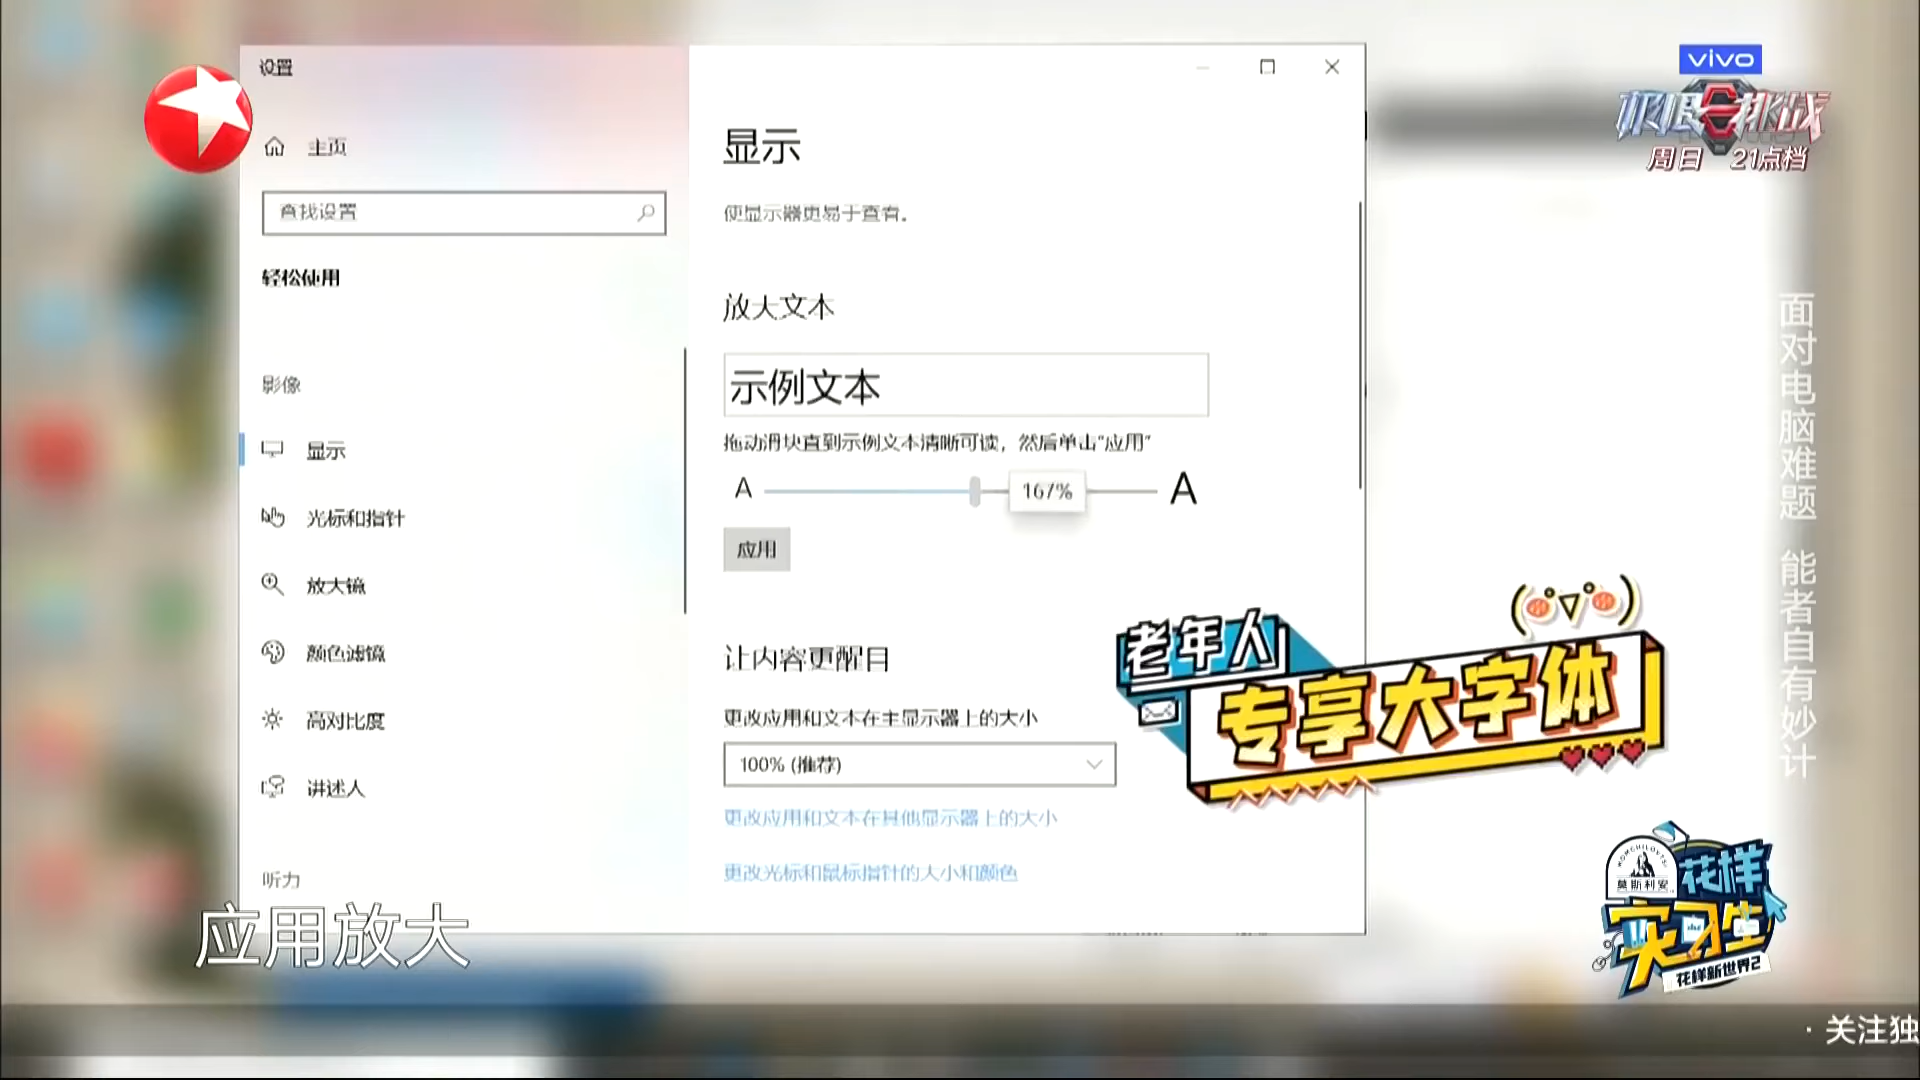 设置
主页
查找设置
轻松使用
影像
显示
光标和指针
放大镜
颜色滤镜
高对比度
讲述人
听力
显示
使显示器更易于查看。
放大文本
示例文本
拖动滑块直到示例文本清晰可读，然后单击“应用”
A
167%
A
应用
让内容更醒目
更改应用和文本在主显示器上的大小
100% (推荐)
更改应用和文本在其他显示器上的大小
更改光标和鼠标指针的大小和颜色
老年人
专享大字体
vivo
极限挑战
周日 21点档
面对电脑难题 能者自有妙计
莫斯利安
花样
实习生
花样新世界2
应用放大
· 关注独